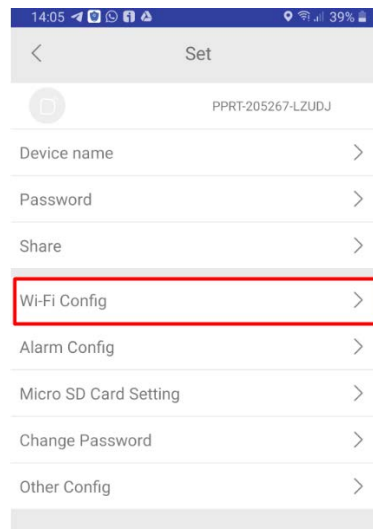 14:05 39%
Set
PPRT-205267-LZUDJ
Device name
Password
Share
Wi-Fi Config
Alarm Config
Micro SD Card Setting
Change Password
Other Config